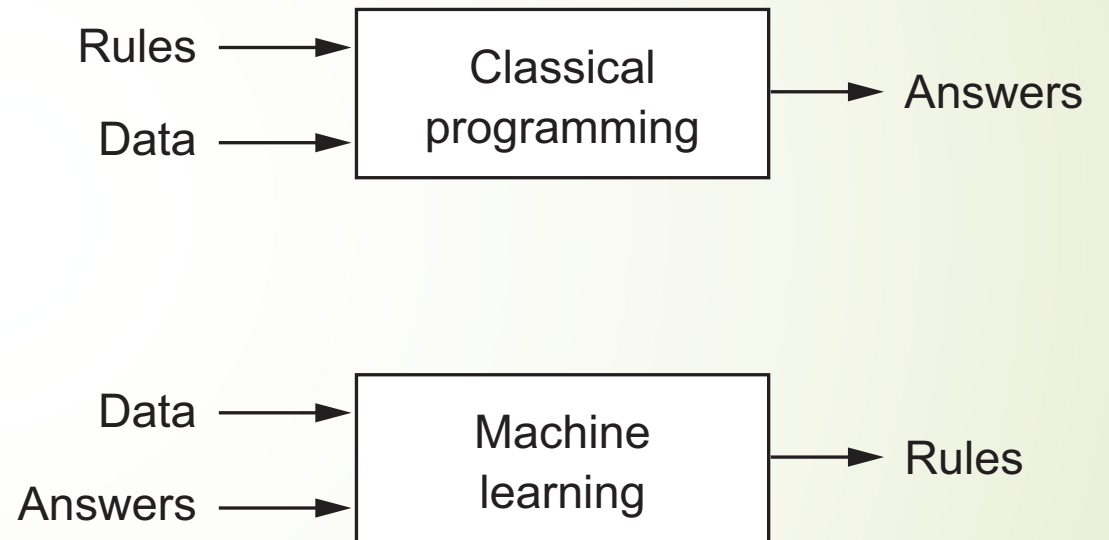 Rules
Data
Classical
programming
Answers
Data
Answers
Machine
learning
Rules